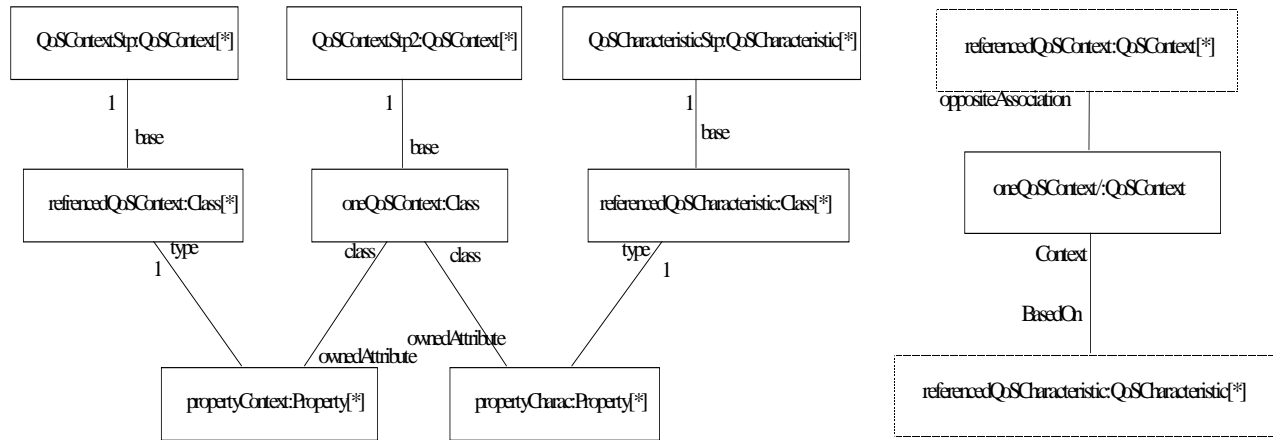 QoSContextStp:QoSContext[*]
QoSContextStp2:QoSContext[*]
QoSCharacteristicStp:QoSCharacteristic[*]
referencedQoSContext:QoSContext[*]
1
1
1
oppositeAssociation
base
base
base
refrencedQoSContext:Class[*]
oneQoSContext:Class
referencedQoSCharacteristic:Class[*]
oneQoSContext/:QoSContext
type
class
class
type
Context
1
1
BasedOn
ownedAttribute
ownedAttribute
propertyContext:Property[*]
propertyCharac:Property[*]
referencedQoSCharacteristic:QoSCharacteristic[*]